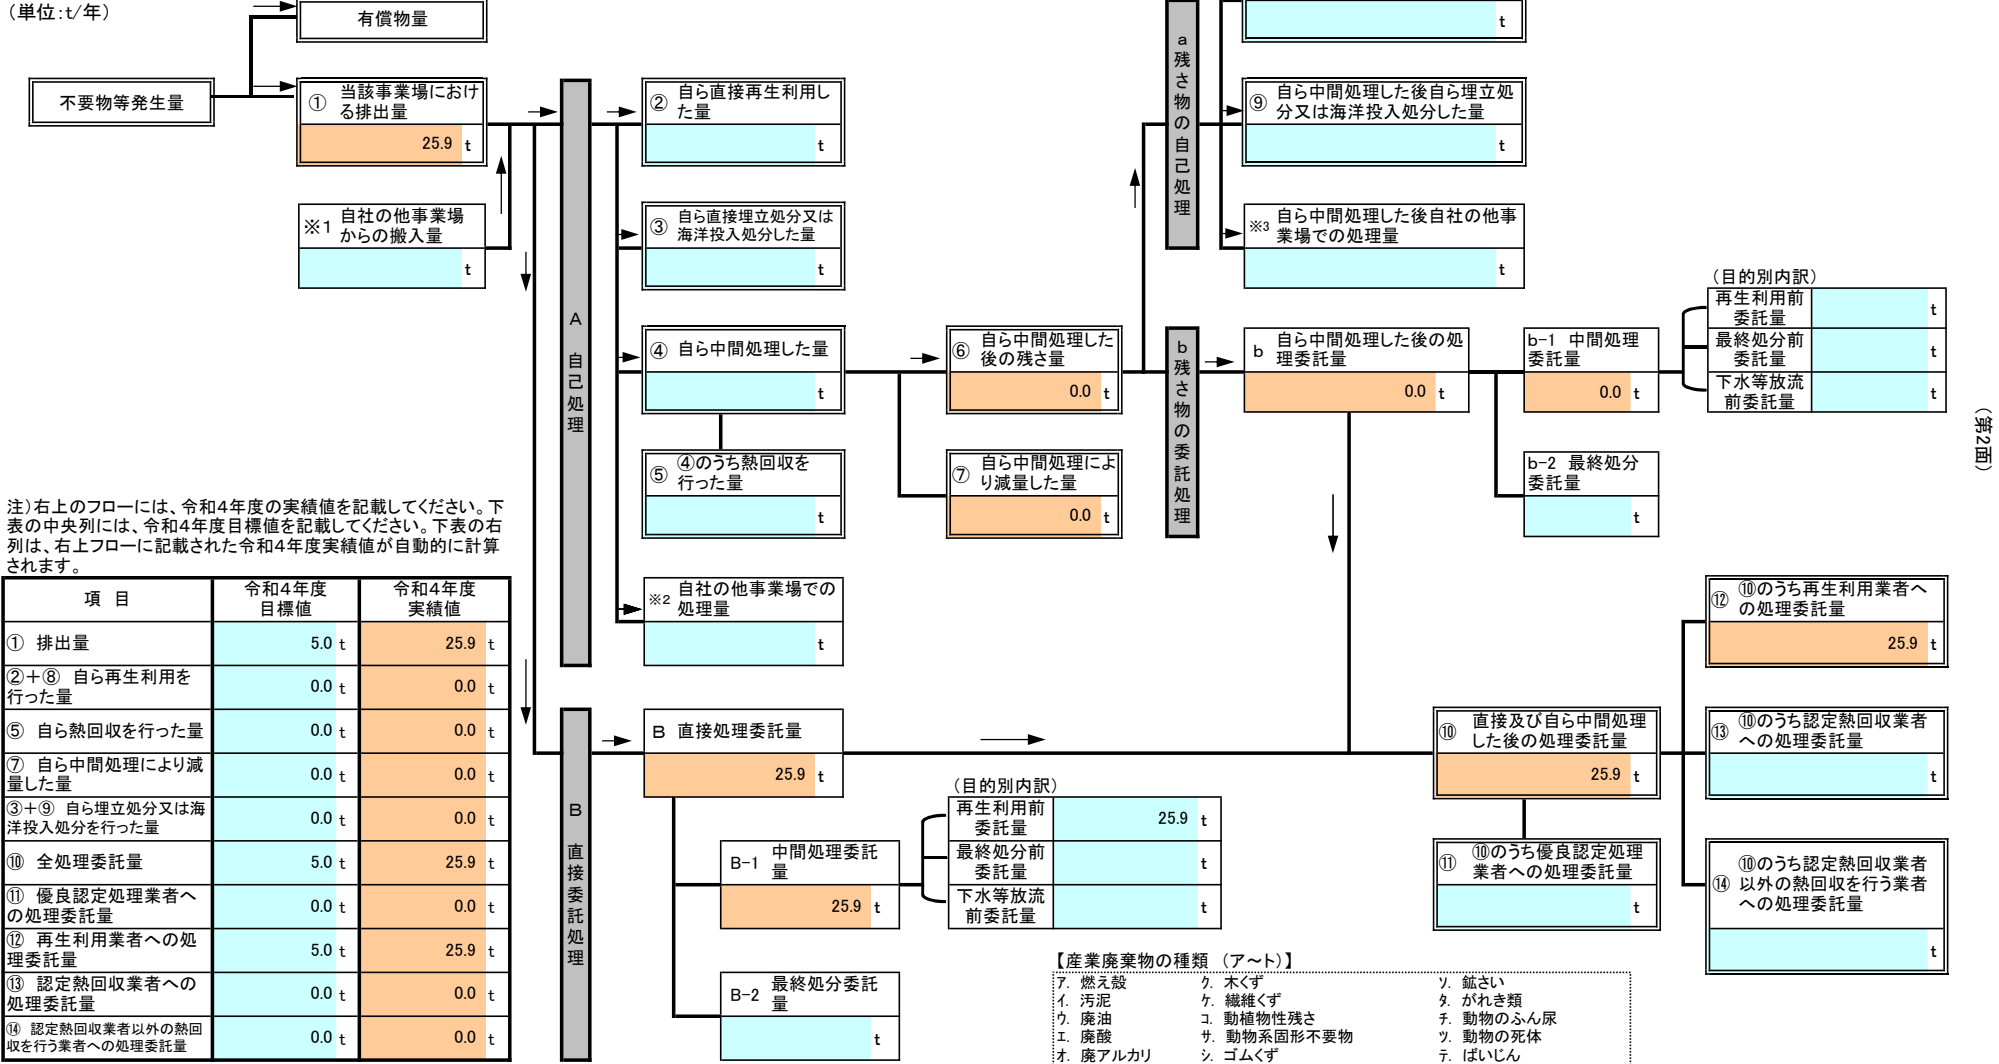 （単位:t/年）
有償物量
不要物等発生量
① 当該事業場におけ
る排出量
25.9 t
※1 自社の他事業場
からの搬入量
t
A 自己処理
② 自ら直接再生利用し
た量
t
③ 自ら直接埋立処分又は
海洋投入処分した量
t
④ 自ら中間処理した量
t
⑤ ④のうち熱回収を
行った量
t
※2 自社の他事業場での
処理量
t
⑥ 自ら中間処理した
後の残さ量
0.0 t
⑦ 自ら中間処理によ
り減量した量
0.0 t
a 残さ物の自己処理
t
⑨ 自ら中間処理した後自ら埋立処
分又は海洋投入処分した量
t
※3 自ら中間処理した後自社の他事
業場での処理量
t
b 残さ物の委託処理
b 自ら中間処理した後の処
理委託量
0.0 t
b-1 中間処理
委託量
0.0 t
b-2 最終処分
委託量
t
（目的別内訳）
再生利用前
委託量
t
最終処分前
委託量
t
下水等放流
前委託量
t
（第2面）
注）右上のフローには、令和４年度の実績値を記載してください。下
表の中央列には、令和４年度目標値を記載してください。下表の右
列は、右上フローに記載された令和４年度実績値が自動的に計算
されます。
項 目
令和４年度
目標値
令和４年度
実績値
① 排出量
5.0 t 25.9 t
②＋⑧ 自ら再生利用を
行った量
0.0 t 0.0 t
⑤ 自ら熱回収を行った量
0.0 t 0.0 t
⑦ 自ら中間処理により減
量した量
0.0 t 0.0 t
③＋⑨ 自ら埋立処分又は海
洋投入処分を行った量
0.0 t 0.0 t
⑩ 全処理委託量
5.0 t 25.9 t
⑪ 優良認定処理業者へ
の処理委託量
0.0 t 0.0 t
⑫ 再生利用業者への処
理委託量
5.0 t 25.9 t
⑬ 認定熱回収業者への
処理委託量
0.0 t 0.0 t
⑭ 認定熱回収業者以外の熱回
収を行う業者への処理委託量
0.0 t 0.0 t
B 直接委託処理
B 直接処理委託量
25.9 t
B-1 中間処理委託
量
25.9 t
B-2 最終処分委託
量
t
（目的別内訳）
再生利用前
委託量
25.9 t
最終処分前
委託量
t
下水等放流
前委託量
t
⑩ 直接及び自ら中間処理
した後の処理委託量
25.9 t
⑪ ⑩のうち優良認定処理
業者への処理委託量
t
⑫ ⑩のうち再生利用業者へ
の処理委託量
25.9 t
⑬ ⑩のうち認定熱回収業者
への処理委託量
t
⑭ ⑩のうち認定熱回収業者
以外の熱回収を行う業者
への処理委託量
t
【産業廃棄物の種類 （ア～ト）】
ア. 燃え殻 ク. 木くず ソ. 鉱さい
イ. 汚泥 ケ. 繊維くず タ. がれき類
ウ. 廃油 コ. 動植物性残さ チ. 動物のふん尿
エ. 廃酸 サ. 動物系固形不要物 ツ. 動物の死体
オ. 廃アルカリ シ. ゴムくず テ. ばいじん